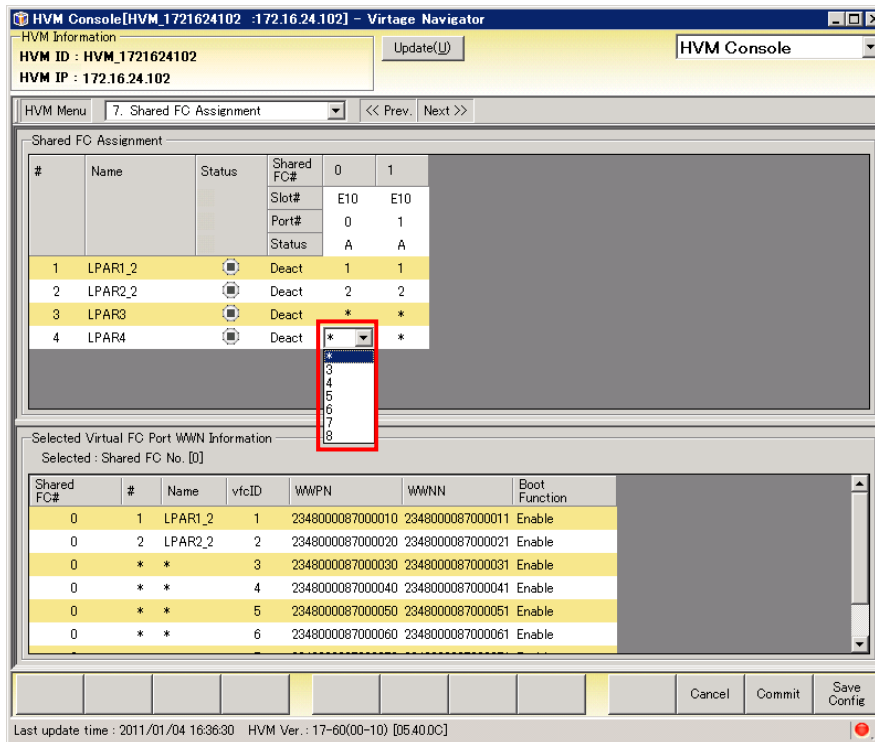 HVM Console[HVM_1721624102 :172.16.24.102] - Virtage Navigator
HVM Information
HVM ID : HVM_1721624102
HVM IP : 172.16.24.102
Update(U)
HVM Console
HVM Menu 7. Shared FC Assignment << Prev. Next >>
Shared FC Assignment
# Name Status Shared FC# 0 1
Slot# E10 E10
Port# 0 1
Status A A
1 LPAR1_2 Deact 1 1
2 LPAR2_2 Deact 2 2
3 LPAR3 Deact * *
4 LPAR4 Deact * *
*
3
4
5
6
7
8
Selected Virtual FC Port WWN Information
Selected : Shared FC No. [0]
Shared FC# # Name vfcID WWPN WWNN Boot Function
0 1 LPAR1_2 1 2348000087000010 2348000087000011 Enable
0 2 LPAR2_2 2 2348000087000020 2348000087000021 Enable
0 * * 3 2348000087000030 2348000087000031 Enable
0 * * 4 2348000087000040 2348000087000041 Enable
0 * * 5 2348000087000050 2348000087000051 Enable
0 * * 6 2348000087000060 2348000087000061 Enable
Cancel Commit Save Config
Last update time : 2011/01/04 16:36:30 HVM Ver. : 17-60(00-10) [05.40.0C]